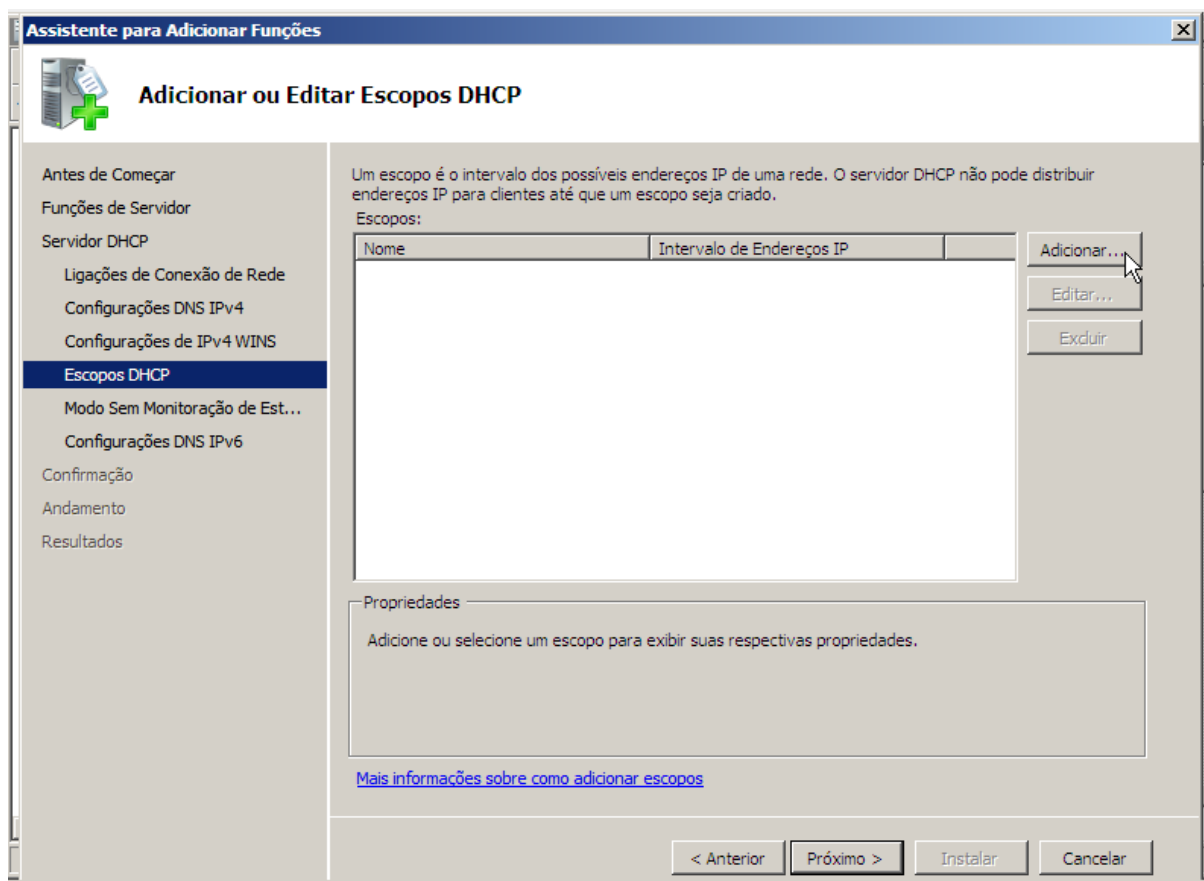 Assistente para Adicionar Funções
Adicionar ou Editar Escopos DHCP
Antes de Começar
Funções de Servidor
Servidor DHCP
Ligações de Conexão de Rede
Configurações DNS IPv4
Configurações de IPv4 WINS
Escopos DHCP
Modo Sem Monitoração de Est...
Configurações DNS IPv6
Confirmação
Andamento
Resultados
Um escopo é o intervalo dos possíveis endereços IP de uma rede. O servidor DHCP não pode distribuir
endereços IP para clientes até que um escopo seja criado.
Escopos:
Nome Intervalo de Endereços IP
Adicionar...
Editar...
Excluir
Propriedades
Adicione ou selecione um escopo para exibir suas respectivas propriedades.
Mais informações sobre como adicionar escopos
< Anterior Próximo > Instalar Cancelar